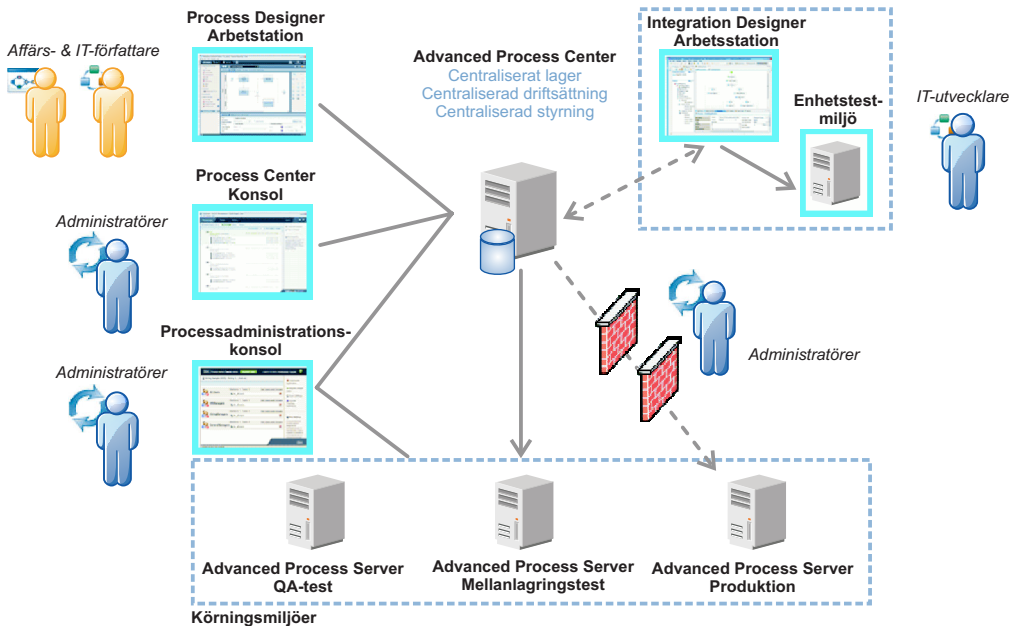 Process Designer
Arbetstation
Affärs- & IT-författare
Advanced Process Center
Centraliserat lager
Centraliserad driftsättning
Centraliserad styrning
Integration Designer
Arbetsstation
Enhetstest-
miljö
IT-utvecklare
Process Center
Konsol
Administratörer
Processadministrations-
konsol
Administratörer
Administratörer
Advanced Process Server
QA-test
Advanced Process Server
Mellanlagringstest
Advanced Process Server
Produktion
Körningsmiljöer